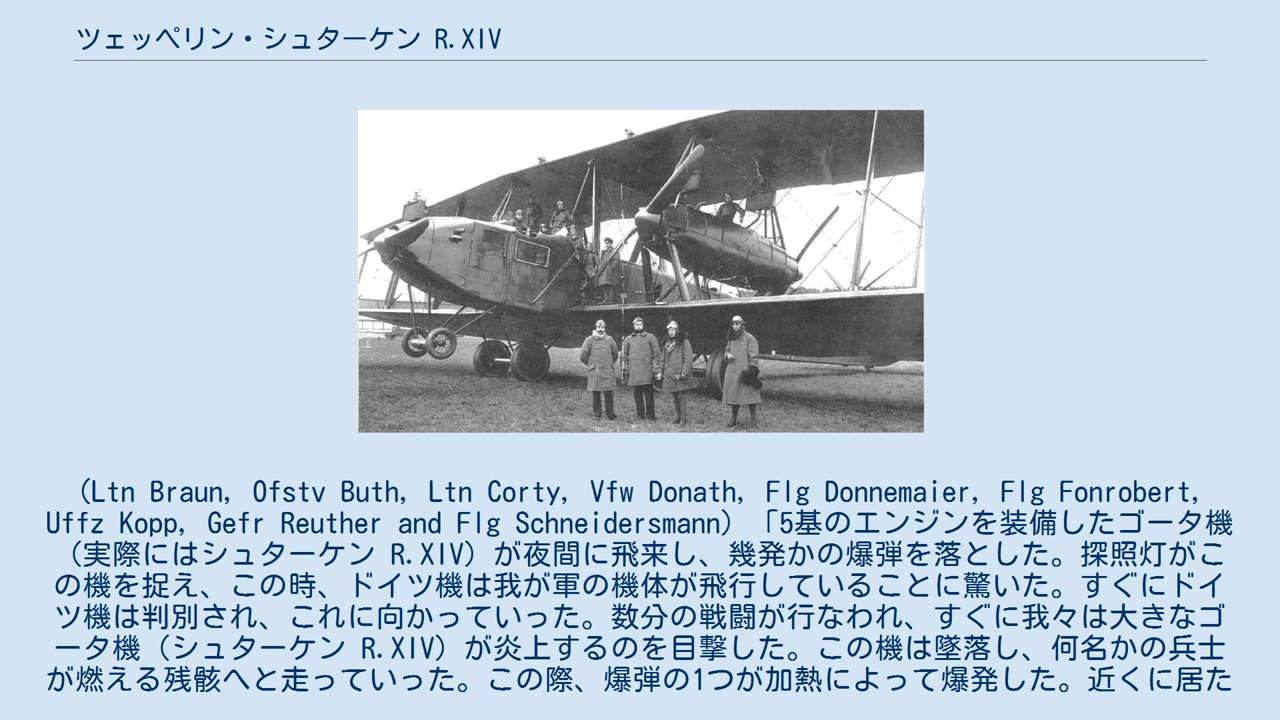 ツェッペリン・シュターケン R.XIV
（Ltn Braun, Ofstv Buth, Ltn Corty, Vfw Donath, Flg Donnemaier, Flg Fonrobert,
Uffz Kopp, Gefr Reuther and Flg Schneidersmann）「5基のエンジンを装備したゴータ機
（実際にはシュターケン R.XIV）が夜間に飛来し、幾発かの爆弾を落とした。探照灯がこ
の機を捉え、この時、ドイツ機は我が軍の機体が飛行していることに驚いた。すぐにドイ
ツ機は判別され、これに向かっていった。数分の戦闘が行なわれ、すぐに我々は大きなゴ
ータ機（シュターケン R.XIV）が炎上するのを目撃した。この機は墜落し、何名かの兵士
が燃える残骸へと走っていった。この際、爆弾の1つが加熱によって爆発した。近くに居た